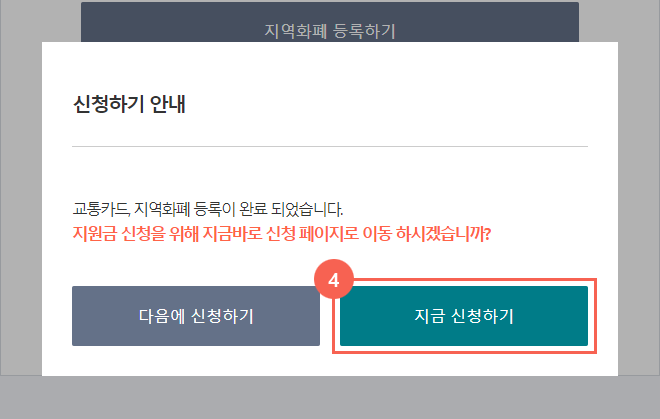 지역화폐 등록하기
신청하기 안내
교통카드, 지역화폐 등록이 완료 되었습니다.
지원금 신청을 위해 지금바로 신청 페이지로 이동 하시겠습니까?
4
다음에 신청하기
지금 신청하기